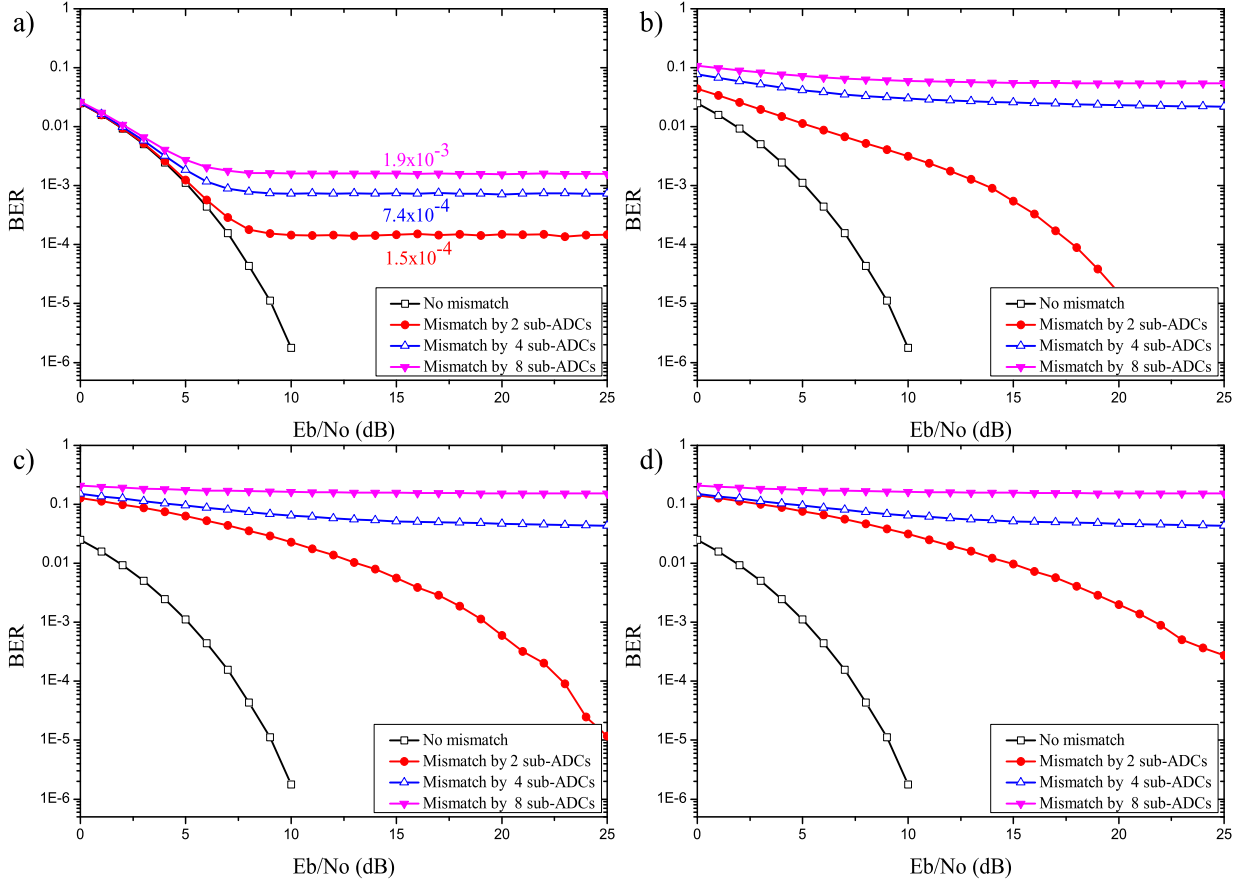 a)
BER
1
0.1
0.01
1E-3
1E-4
1E-5
1E-6
1.9x10-3
7.4x10-4
1.5x10-4
No mismatch
Mismatch by 2 sub-ADCs
Mismatch by 4 sub-ADCs
Mismatch by 8 sub-ADCs
0 5 10 15 20 25
Eb/No (dB)
b)
BER
1
0.1
0.01
1E-3
1E-4
1E-5
1E-6
No mismatch
Mismatch by 2 sub-ADCs
Mismatch by 4 sub-ADCs
Mismatch by 8 sub-ADCs
0 5 10 15 20 25
Eb/No (dB)
c)
BER
1
0.1
0.01
1E-3
1E-4
1E-5
1E-6
No mismatch
Mismatch by 2 sub-ADCs
Mismatch by 4 sub-ADCs
Mismatch by 8 sub-ADCs
0 5 10 15 20 25
Eb/No (dB)
d)
BER
1
0.1
0.01
1E-3
1E-4
1E-5
1E-6
No mismatch
Mismatch by 2 sub-ADCs
Mismatch by 4 sub-ADCs
Mismatch by 8 sub-ADCs
0 5 10 15 20 25
Eb/No (dB)